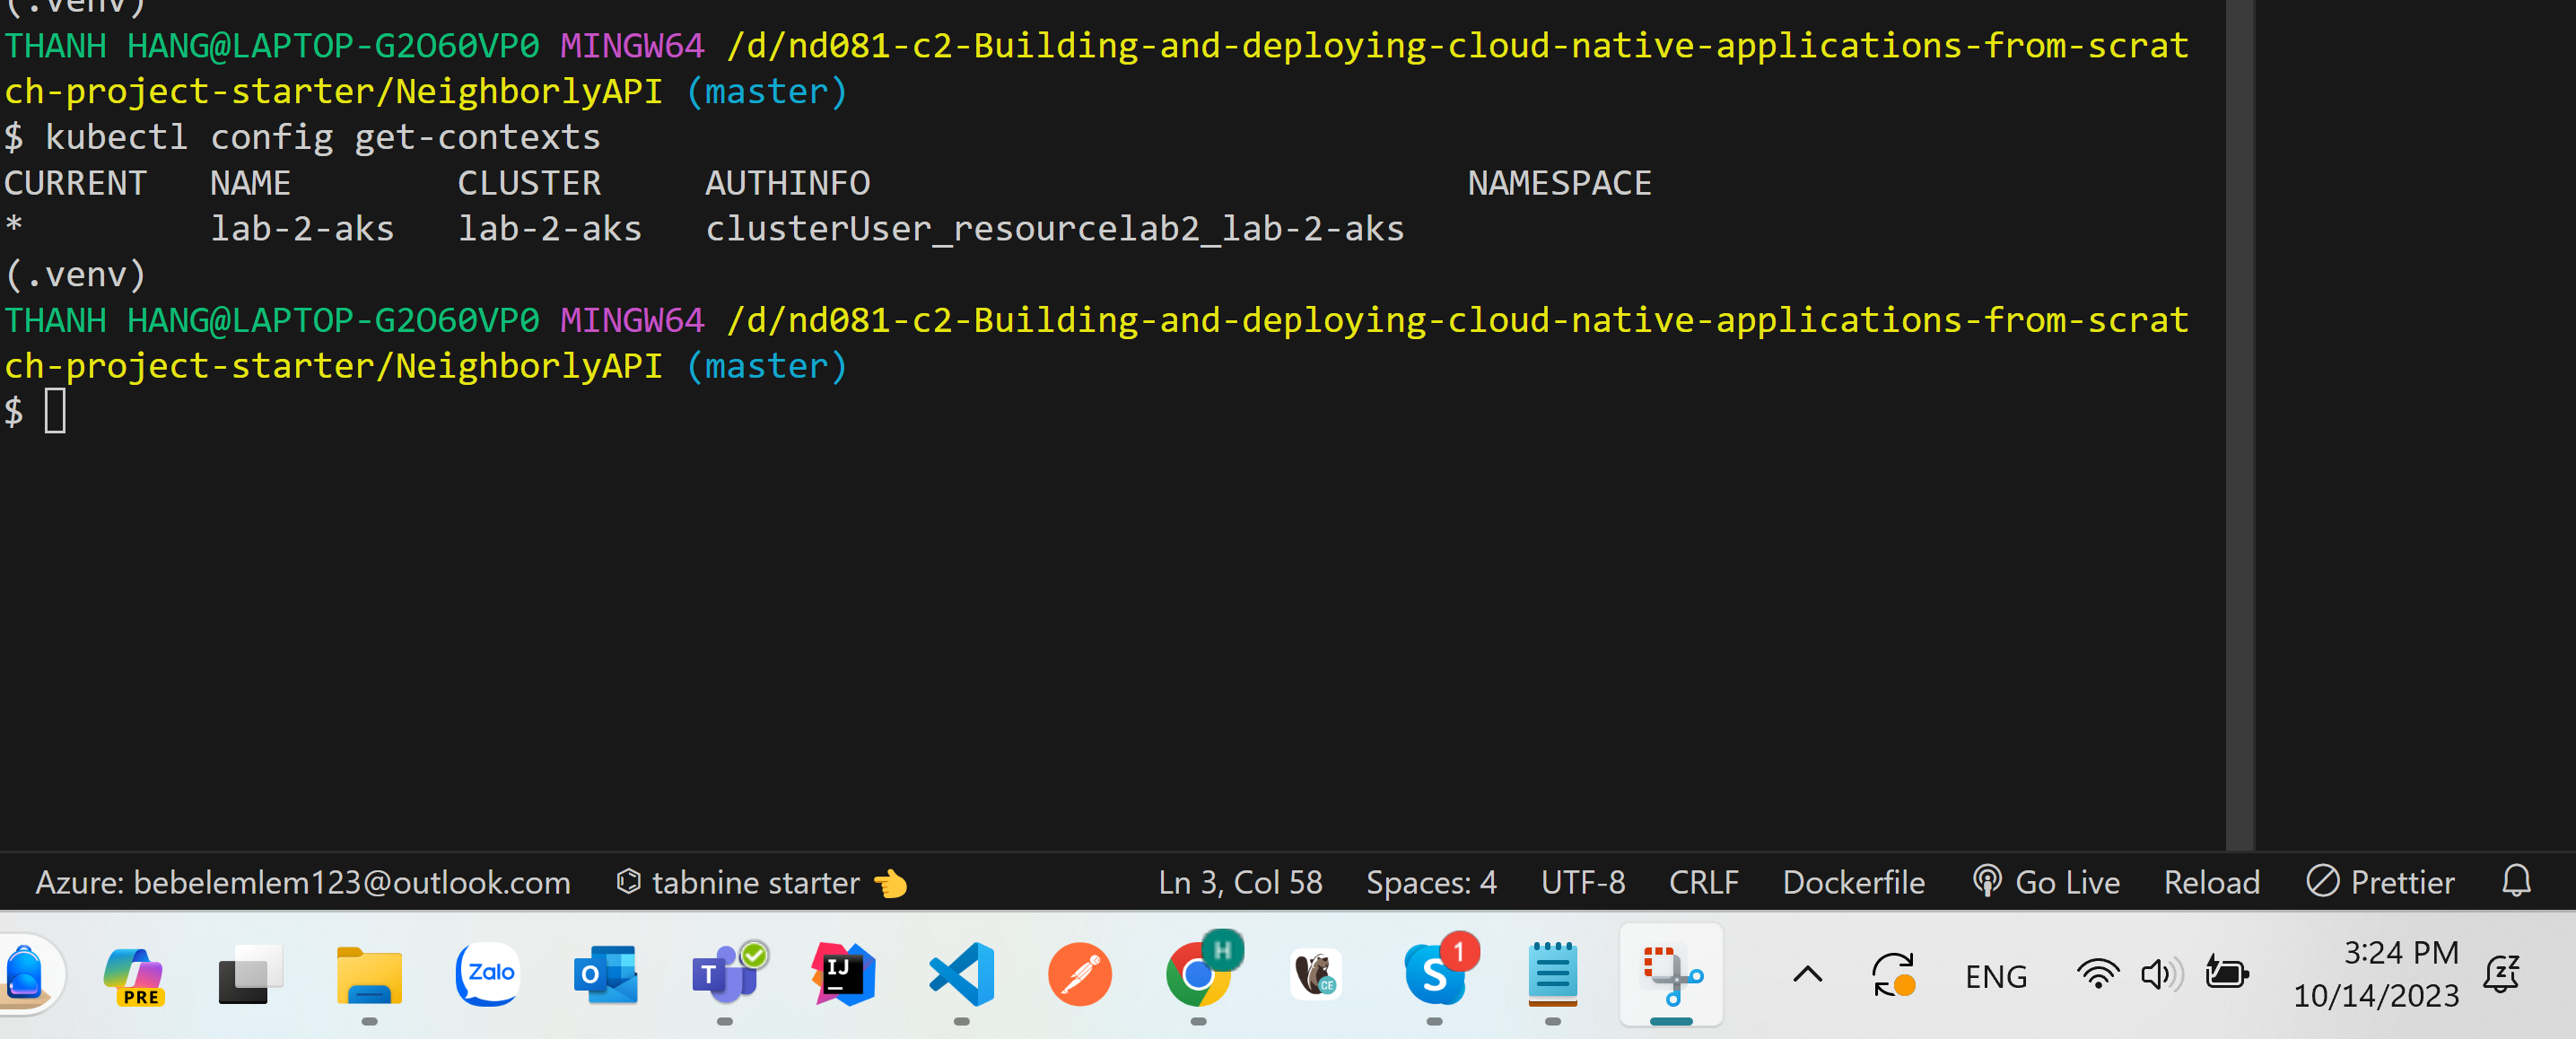 (.venv)
THANH HANG@LAPTOP-G2O60VP0 MINGW64 /d/nd081-c2-Building-and-deploying-cloud-native-applications-from-scrat
ch-project-starter/NeighborlyAPI (master)
$ kubectl config get-contexts
CURRENT   NAME        CLUSTER     AUTHINFO                             NAMESPACE
*         lab-2-aks   lab-2-aks   clusterUser_resourcelab2_lab-2-aks
(.venv)
THANH HANG@LAPTOP-G2O60VP0 MINGW64 /d/nd081-c2-Building-and-deploying-cloud-native-applications-from-scrat
ch-project-starter/NeighborlyAPI (master)
$
Azure: bebelemlem123@outlook.com tabnine starter Ln 3, Col 58 Spaces: 4 UTF-8 CRLF Dockerfile Go Live Reload Prettier
PRE Zalo O T IJ H CE S 1 ENG 3:24 PM
10/14/2023